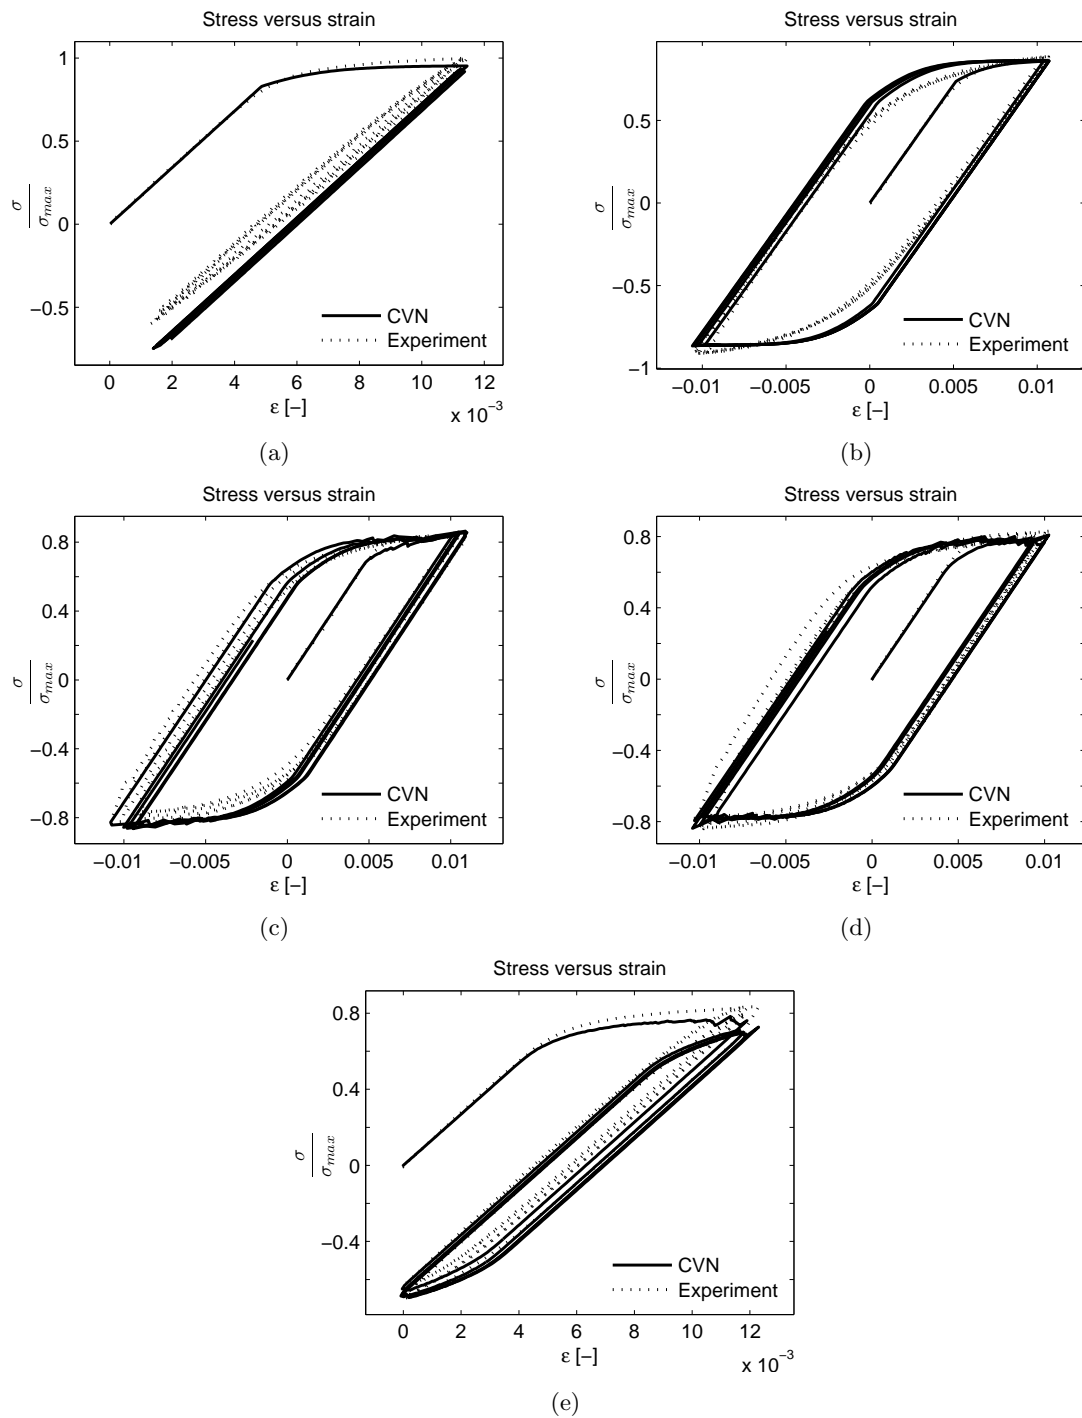 Stress versus strain
1
0.5
0
−0.5
σ
σmax
CVN
Experiment
0 2 4 6 8 10 12
ε [−]
x 10−3
(a)
Stress versus strain
0.5
0
−0.5
−1
σ
σmax
CVN
Experiment
−0.01 −0.005 0 0.005 0.01
ε [−]
(b)
Stress versus strain
0.8
0.4
0
−0.4
−0.8
σ
σmax
CVN
Experiment
−0.01 −0.005 0 0.005 0.01
ε [−]
(c)
Stress versus strain
0.8
0.4
0
−0.4
−0.8
σ
σmax
CVN
Experiment
−0.01 −0.005 0 0.005 0.01
ε [−]
(d)
Stress versus strain
0.8
0.4
0
−0.4
σ
σmax
CVN
Experiment
0 2 4 6 8 10 12
ε [−]
x 10−3
(e)